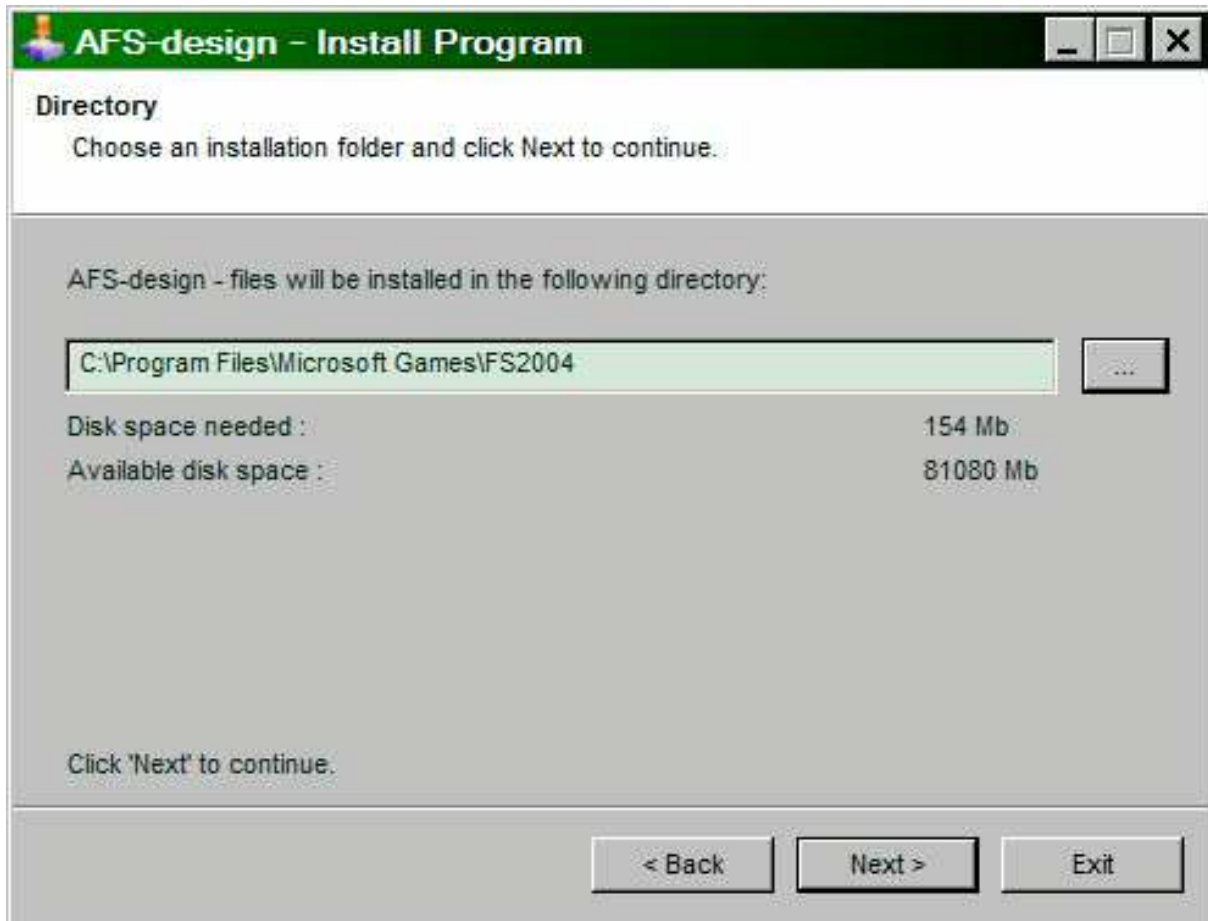 AFS-design - Install Program
Directory
Choose an installation folder and click Next to continue.
AFS-design - files will be installed in the following directory:
C:\Program Files\Microsoft Games\FS2004
...
Disk space needed : 154 Mb
Available disk space : 81080 Mb
Click 'Next' to continue.
< Back Next > Exit